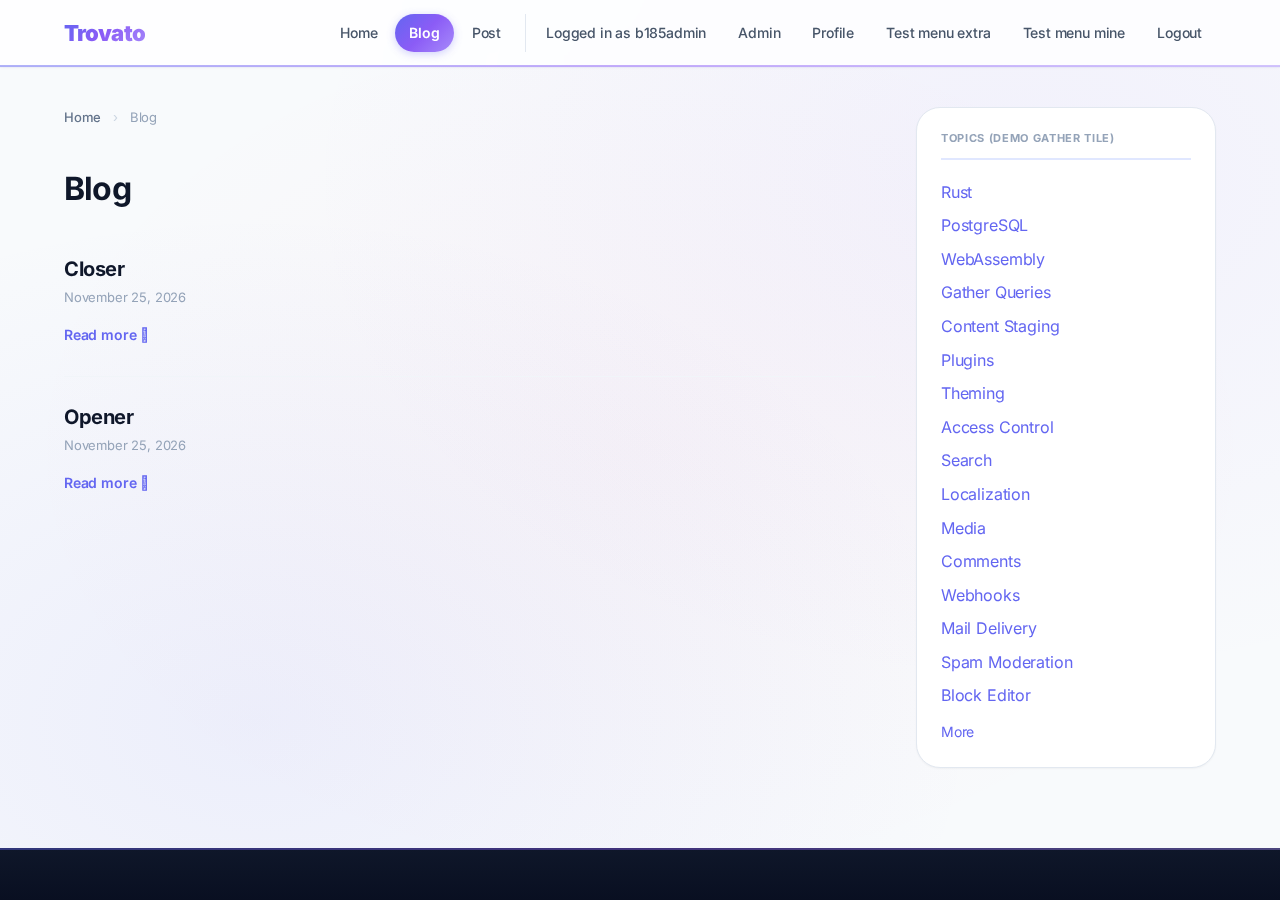 Trovato
Home
Blog
Post
Logged in as b185admin
Admin
Profile
Test menu extra
Test menu mine
Logout
Home › Blog
Blog
Closer
November 25, 2026
Read more
Opener
November 25, 2026
Read more
TOPICS (DEMO GATHER TILE)
Rust
PostgreSQL
WebAssembly
Gather Queries
Content Staging
Plugins
Theming
Access Control
Search
Localization
Media
Comments
Webhooks
Mail Delivery
Spam Moderation
Block Editor
More